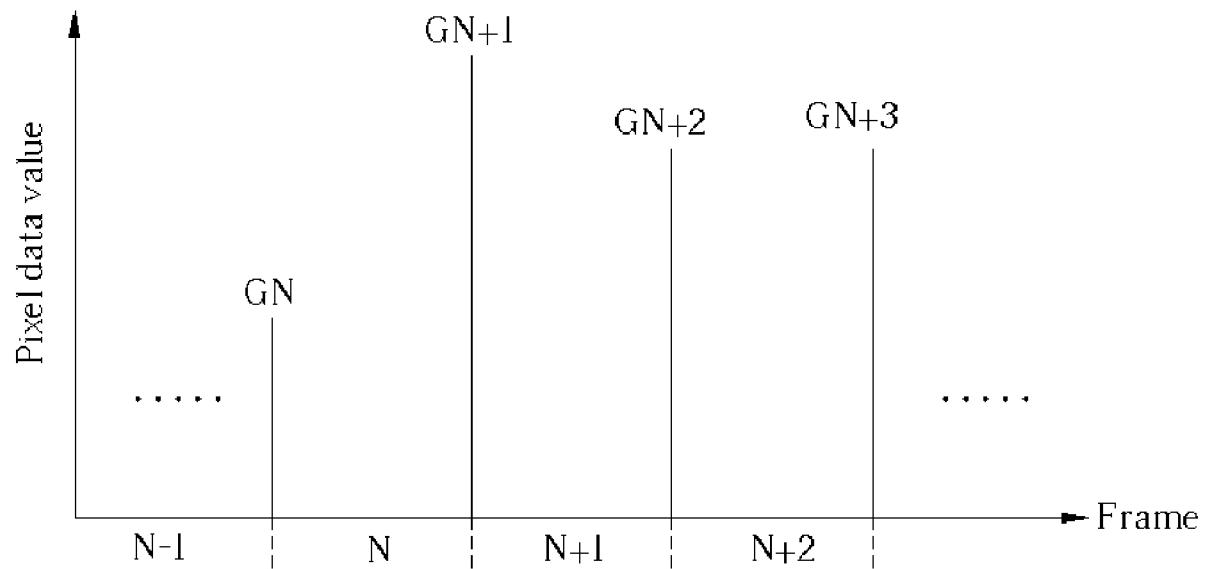 GN+1
GN+2
GN+3
GN
Pixel data value
.....
.....
Frame
N-1
N
N+1
N+2